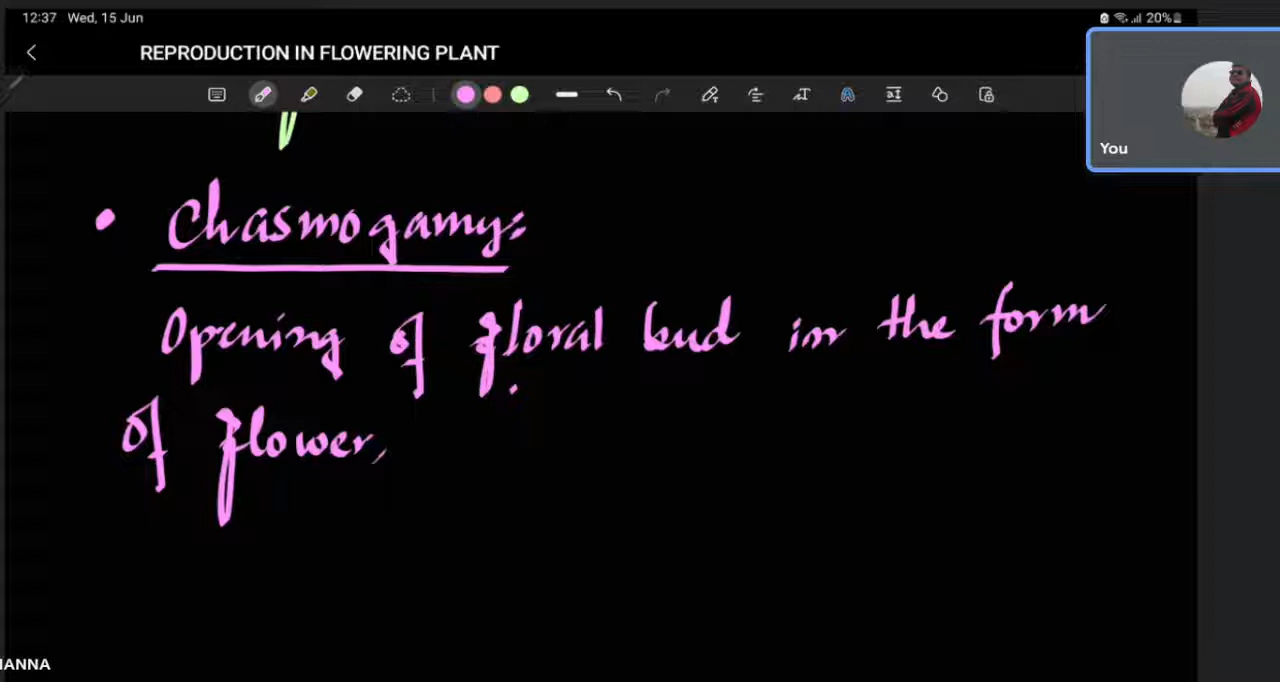 12:37 Wed, 15 Jun 20%
REPRODUCTION IN FLOWERING PLANT
You
• Chasmogamy:
Opening of floral bud in the form
of flower,
IANNA